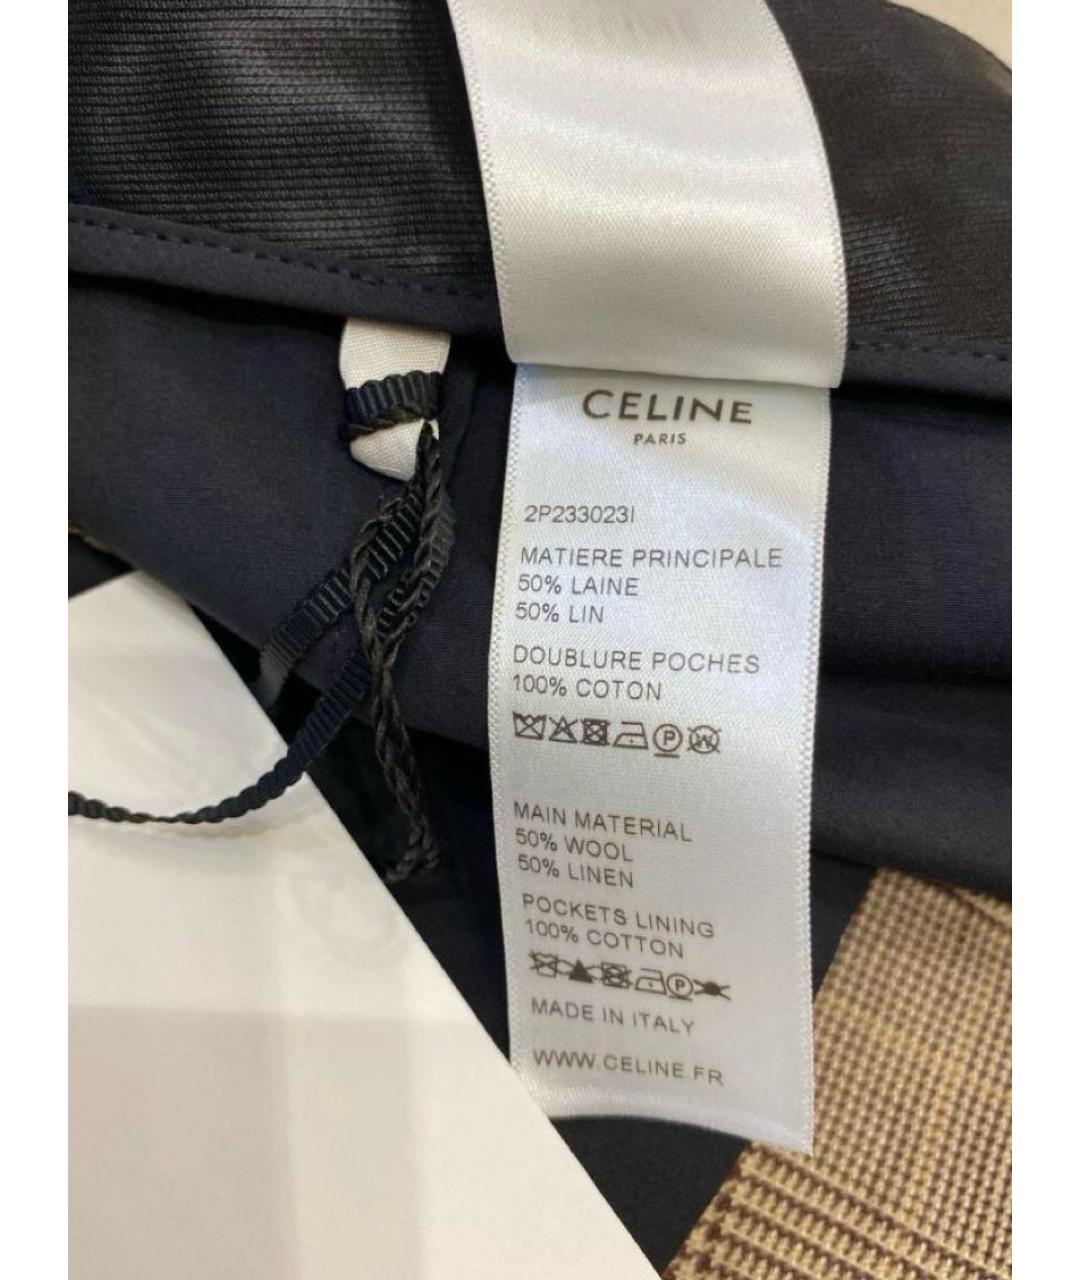 CELINE
PARIS
2P233023I
MATIERE PRINCIPALE
50% LAINE
50% LIN
DOUBLURE POCHES
100% COTON
MAIN MATERIAL
50% WOOL
50% LINEN
POCKETS LINING
100% COTTON
MADE IN ITALY
WWW.CELINE.FR